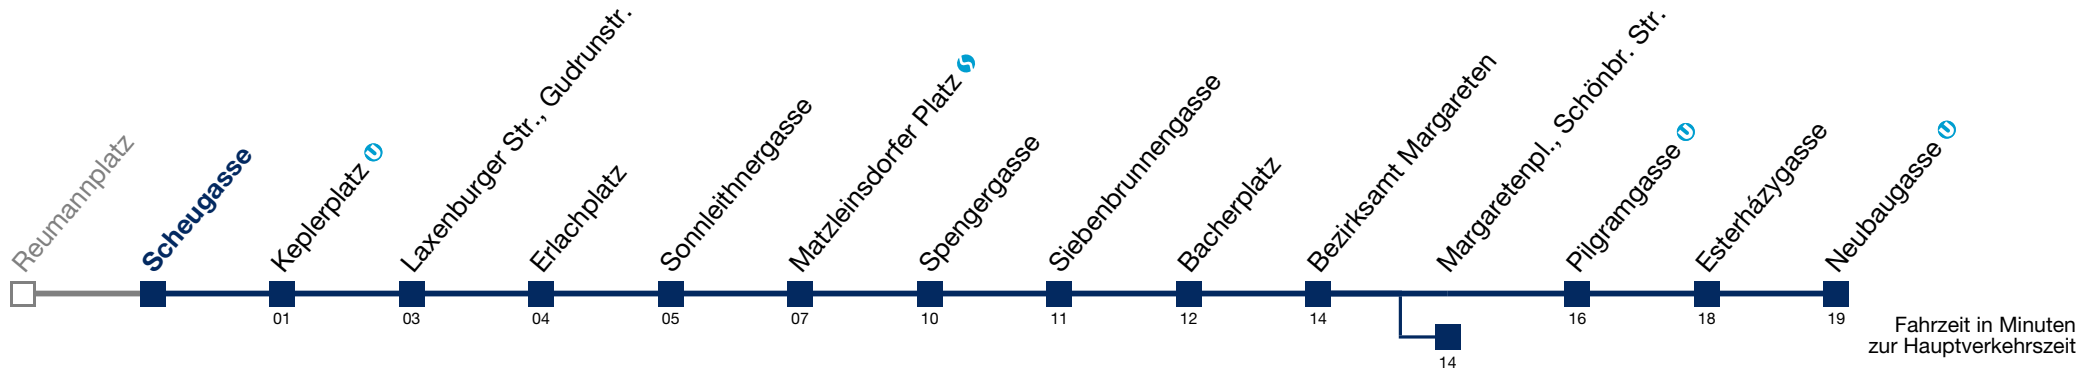 Reumannplatz
Scheugasse
Keplerplatz
Laxenburger Str., Gudrunstr.
Erlachplatz
Sonnleithnergasse
Matzleinsdorfer Platz
Spengergasse
Siebenbrunnengasse
Bacherplatz
Bezirksamt Margareten
Margaretenpl., Schönbr. Str.
Pilgramgasse
Esterházygasse
Neubaugasse
01
03
04
05
07
10
11
12
14
16
18
19
14
Fahrzeit in Minuten
zur Hauptverkehrszeit